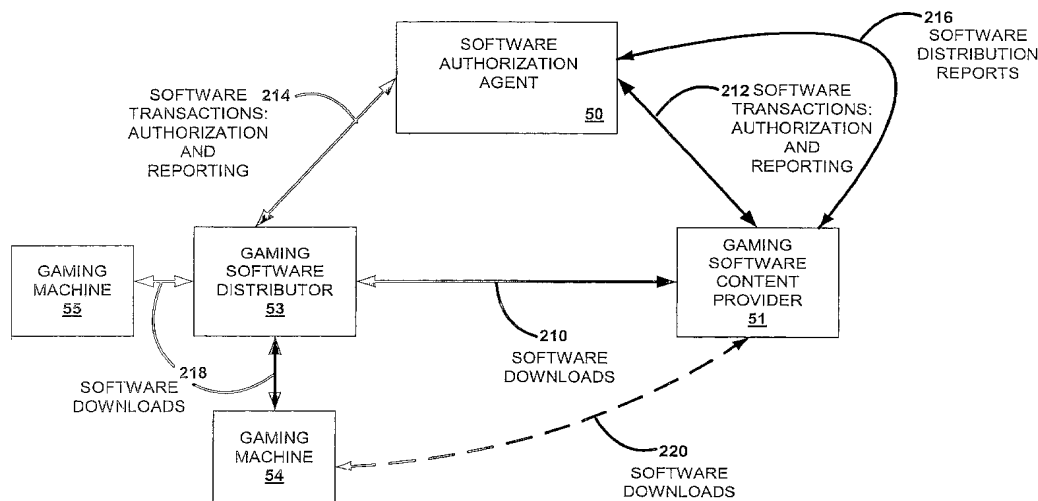 216
SOFTWARE
DISTRIBUTION
REPORTS
SOFTWARE
AUTHORIZATION
AGENT
50
SOFTWARE 214
TRANSACTIONS:
AUTHORIZATION
AND
REPORTING
212 SOFTWARE
TRANSACTIONS:
AUTHORIZATION
AND
REPORTING
GAMING
MACHINE
55
GAMING
SOFTWARE
DISTRIBUTOR
53
GAMING
SOFTWARE
CONTENT
PROVIDER
51
210
SOFTWARE
DOWNLOADS
218
SOFTWARE
DOWNLOADS
GAMING
MACHINE
54
220
SOFTWARE
DOWNLOADS